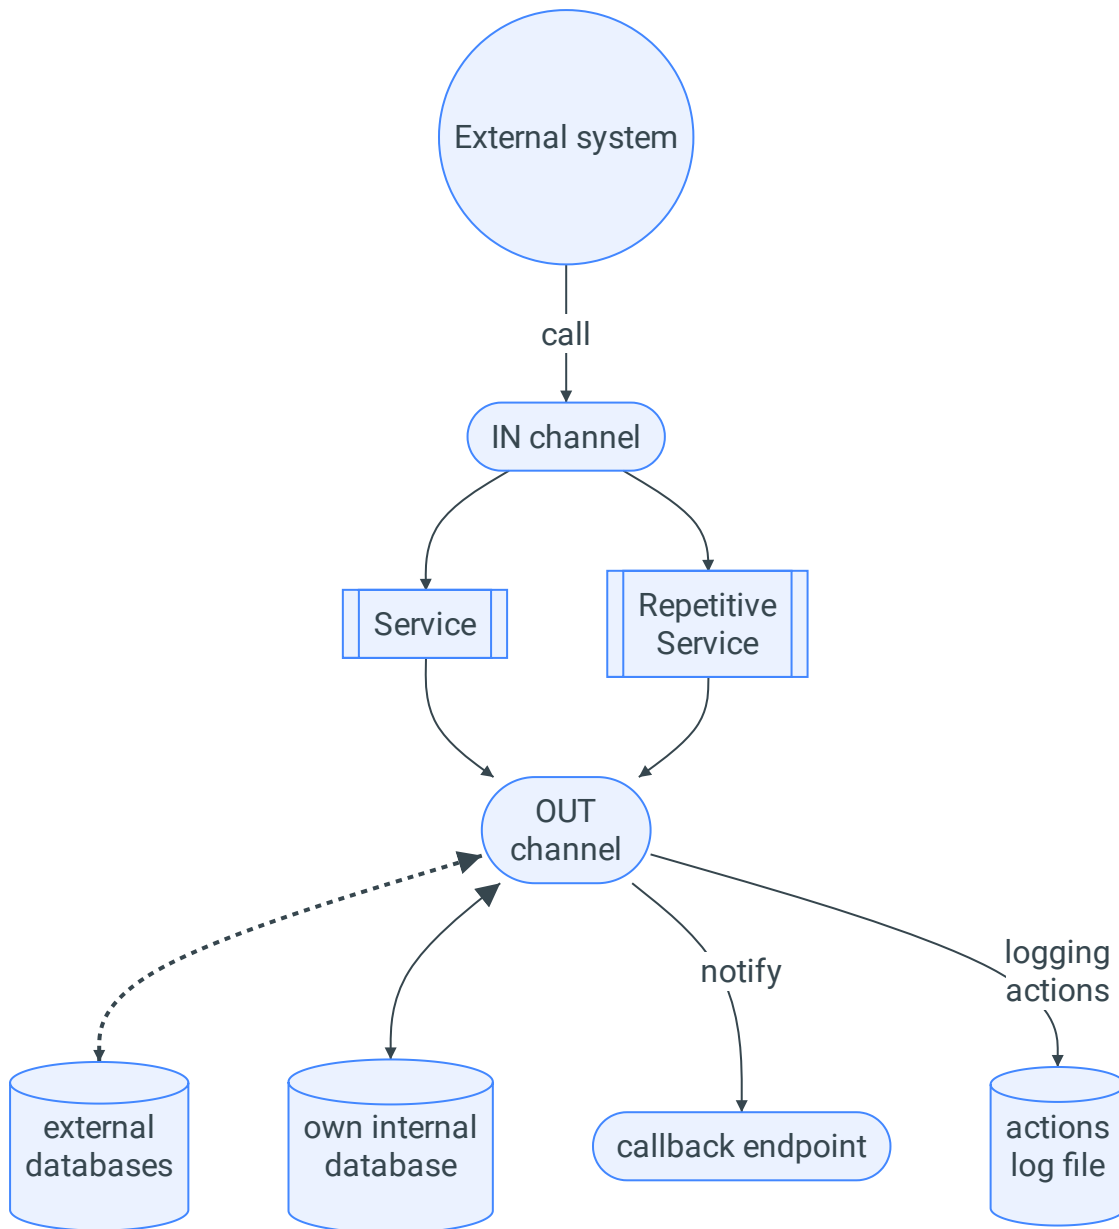 External system
call
IN channel
Service
Repetitive
Service
OUT
channel
logging
actions
notify
external
databases
own internal
database
callback endpoint
actions
log file